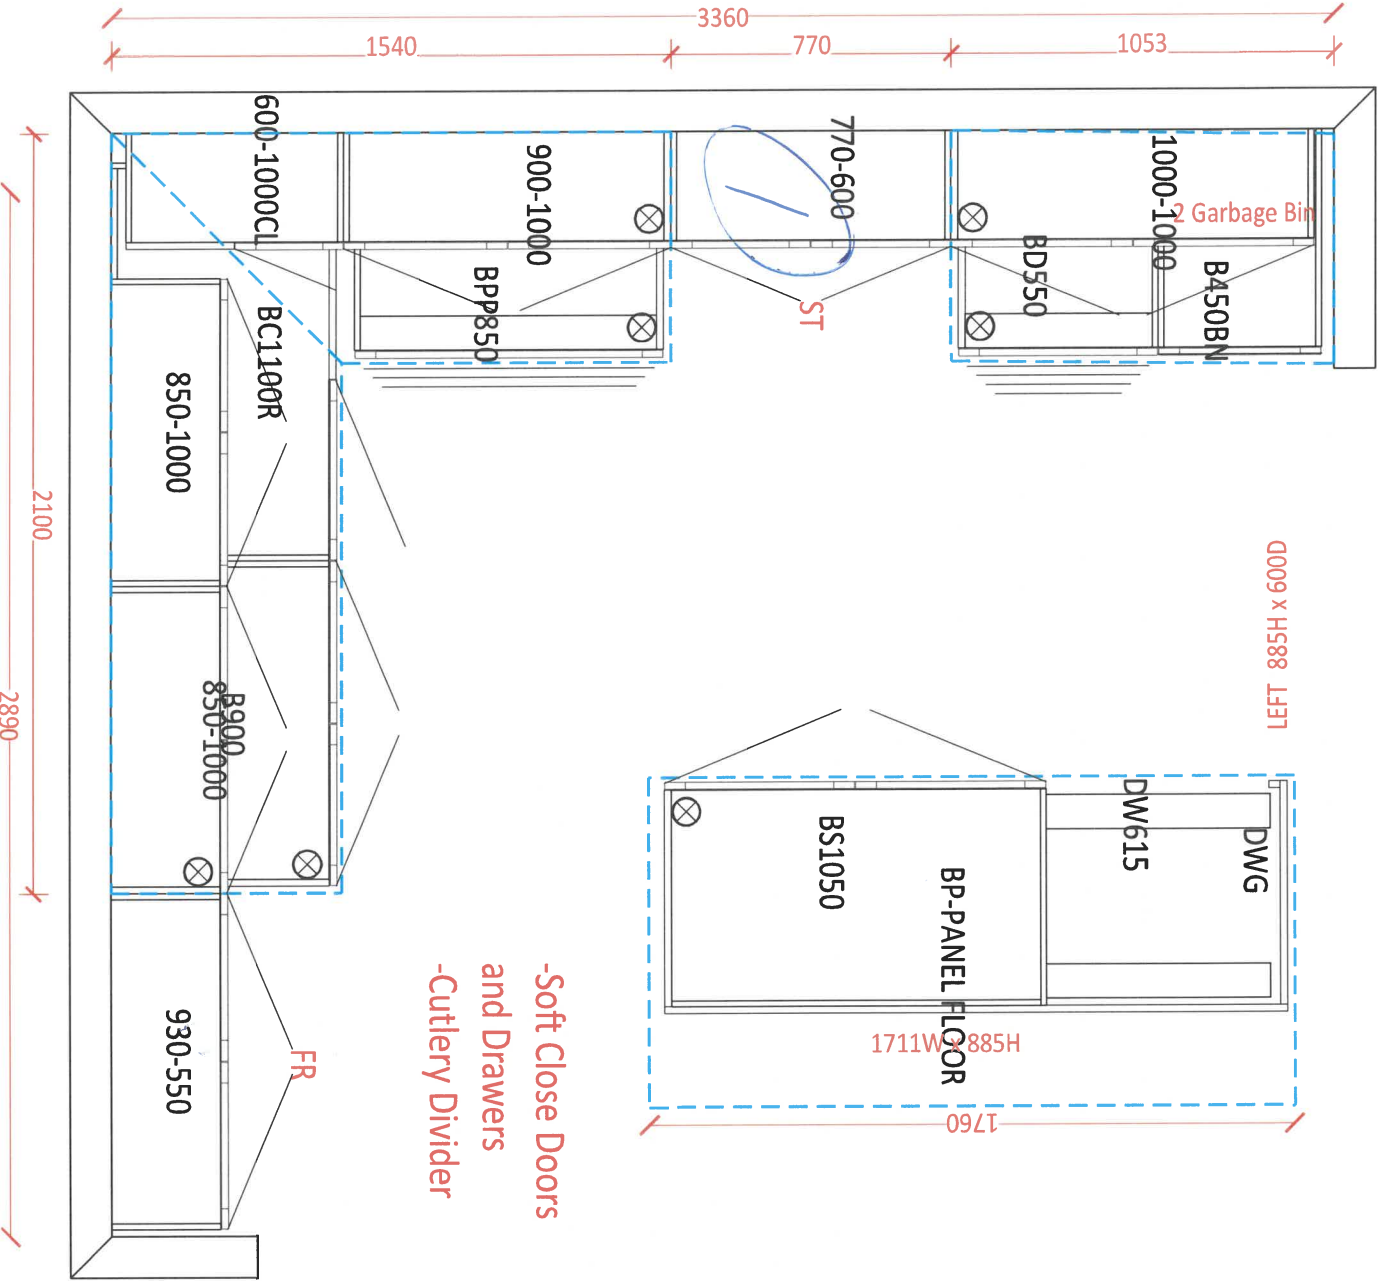 3360
1540
770
1053
600-1000CL
900-1000
770-600
1000-1000
2 Garbage Bin
BPP850
ST
BD550
B450BN
BC1100R
850-1000
2100
2890
B900
850-1000
930-550
FR
LEFT H885 x D600
DW615
DWG
BS1050
BP-PANEL FLOOR
1711W x 885H
1760
-Soft Close Doors
and Drawers
-Cutlery Divider